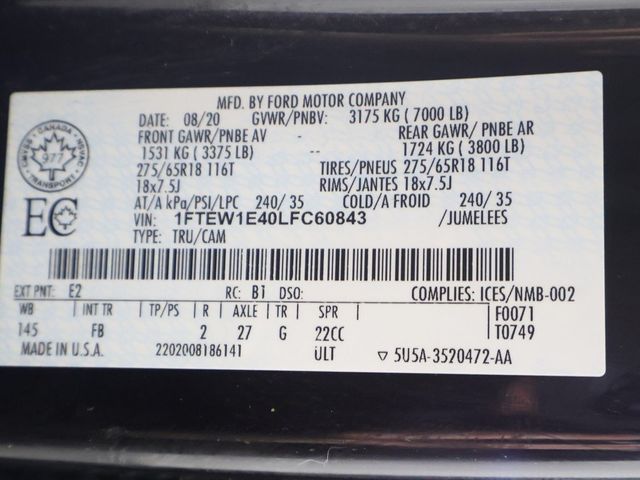 MFD. BY FORD MOTOR COMPANY
DATE: 08/20 GVWR/PNBV: 3175 KG ( 7000 LB)
FRONT GAWR/PNBE AV REAR GAWR/ PNBE AR
1531 KG ( 3375 LB) -- 1724 KG ( 3800 LB)
275/65R18 116T TIRES/PNEUS 275/65R18 116T
18x7.5J RIMS/JANTES 18x7.5J
AT/A kPa/PSI/LPC 240/ 35 COLD/A FROID 240/ 35
VIN: 1FTEW1E40LFC60843 /JUMELEES
TYPE: TRU/CAM
CANADA
977
TRANSPORT
EC
EXT PNT: E2 RC: B1 DSO: COMPLIES: ICES/NMB-002
WB INT TR TP/PS R AXLE TR SPR F0071
145 FB 2 27 G 22CC T0749
MADE IN U.S.A. 2202008186141 ULT ▽ 5U5A-3520472-AA